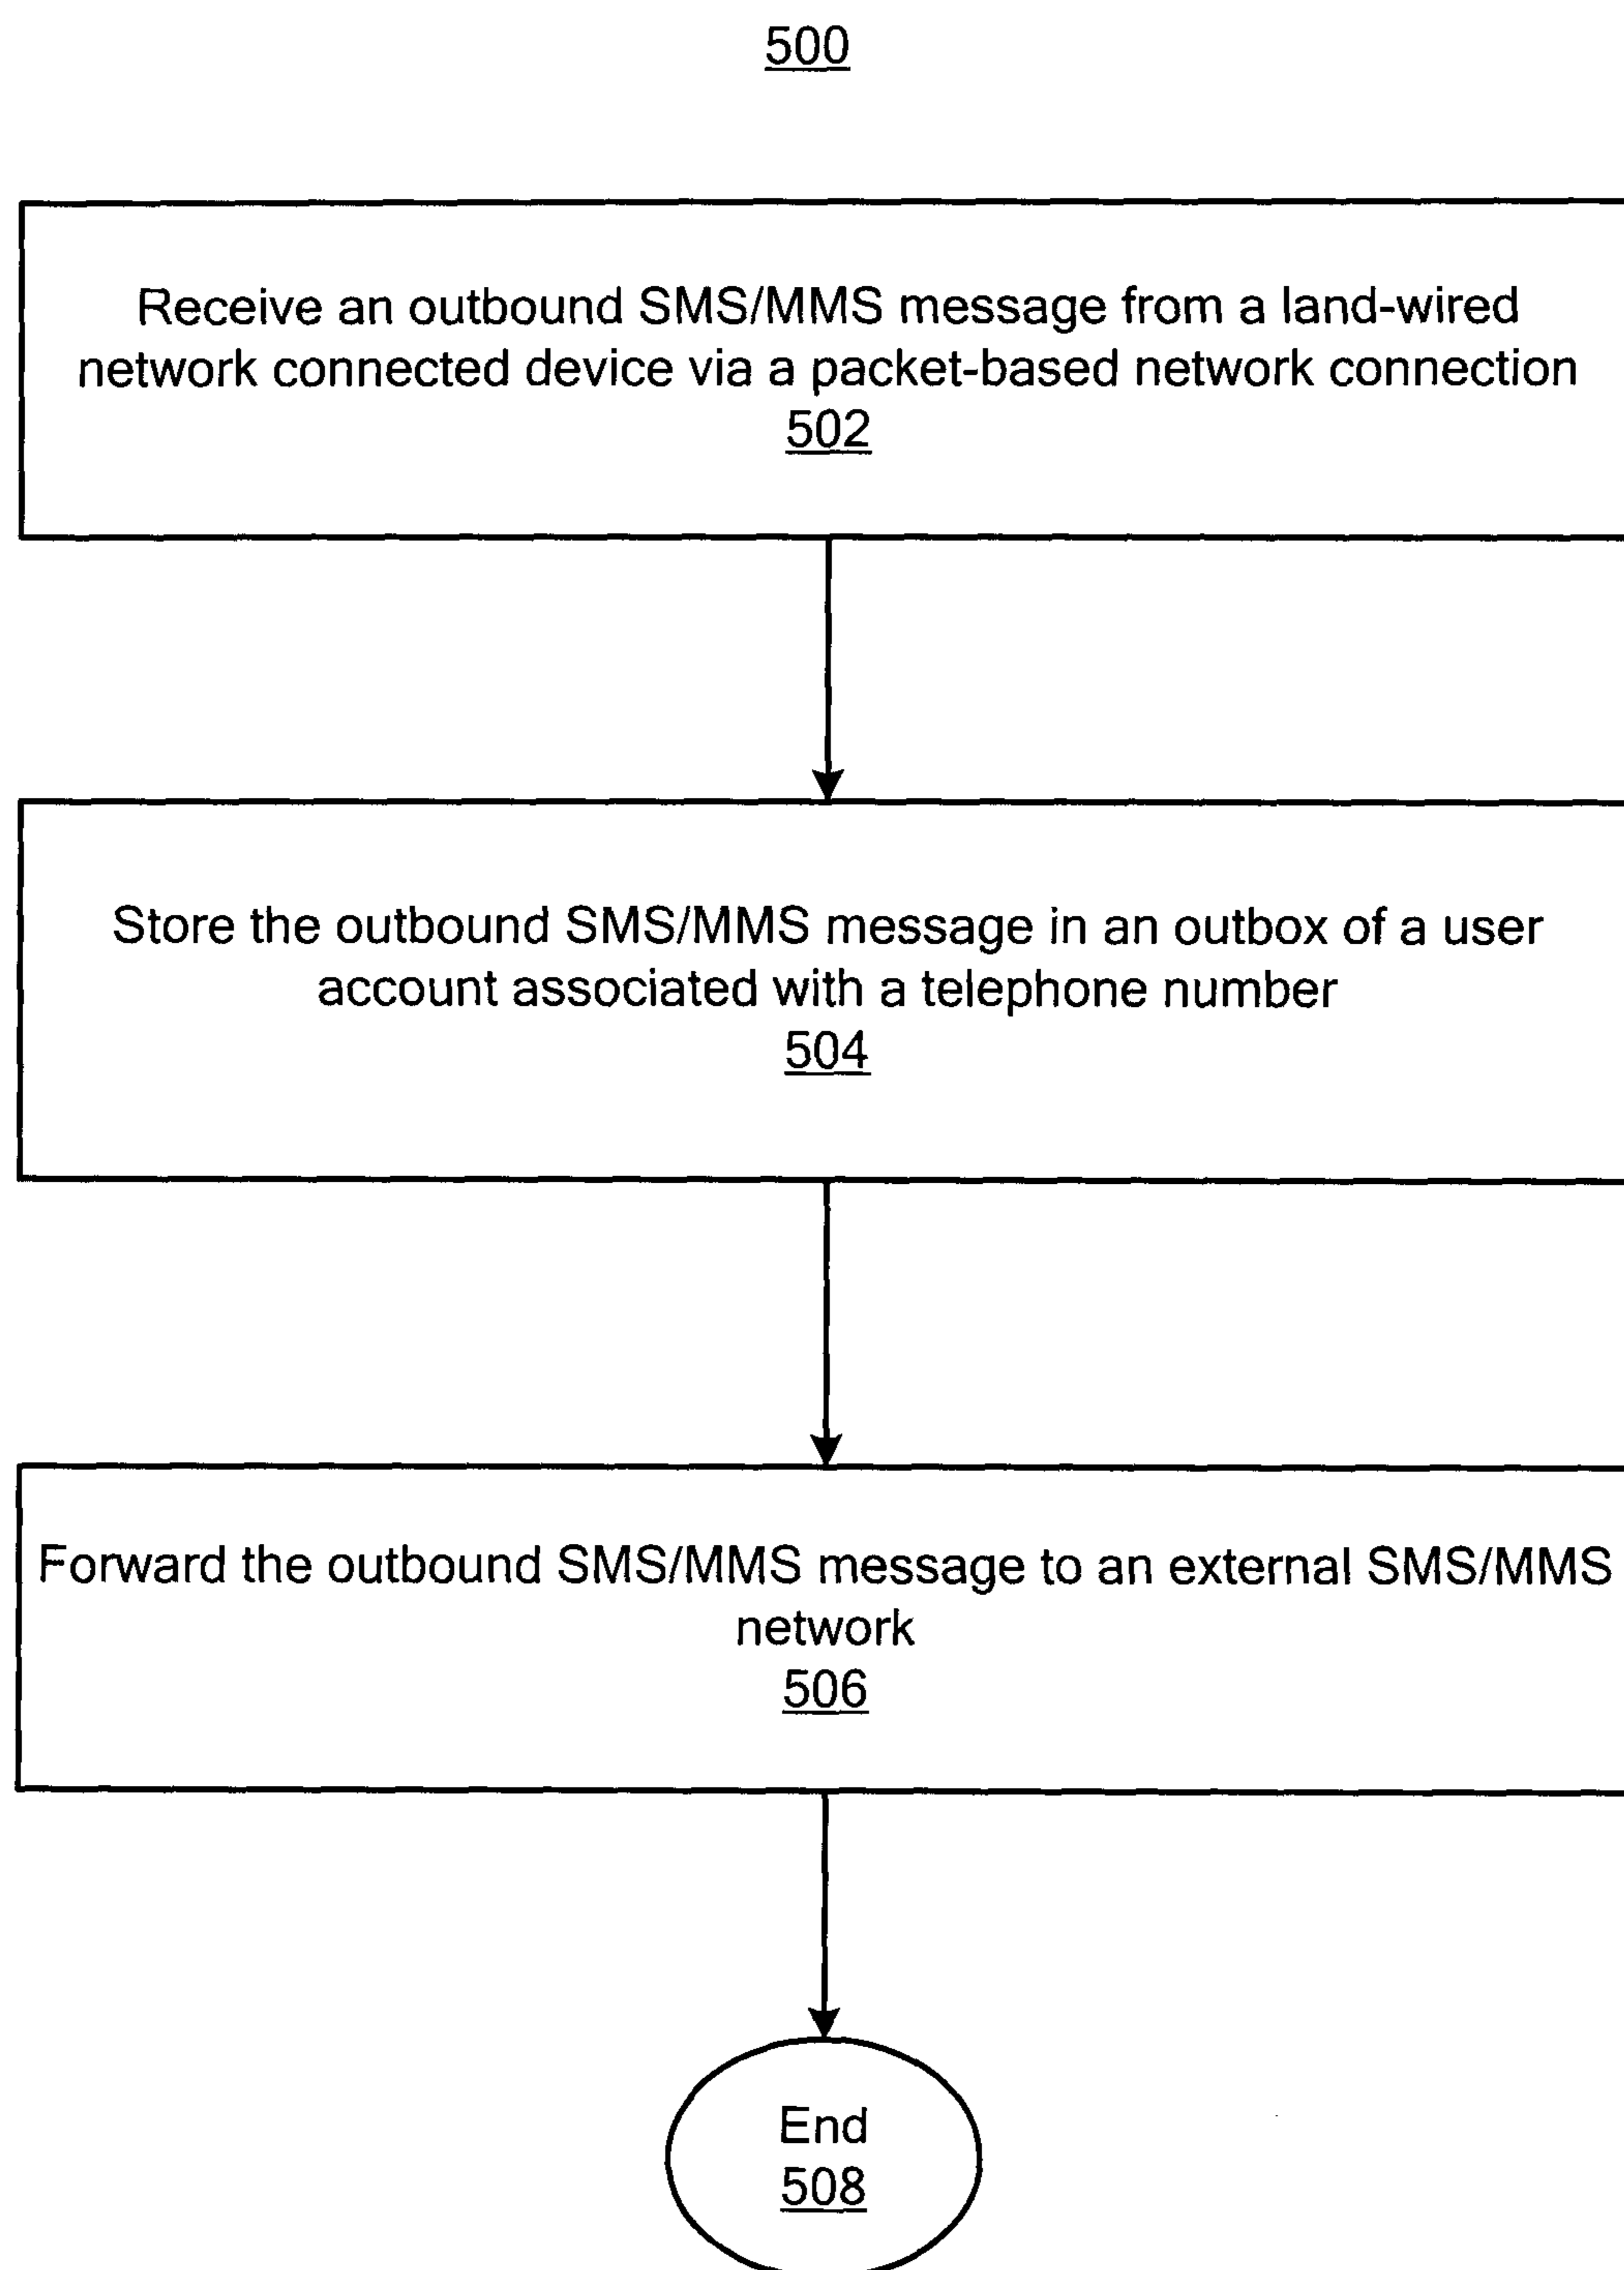 500
Receive an outbound SMS/MMS message from a land-wired
network connected device via a packet-based network connection
502
Store the outbound SMS/MMS message in an outbox of a user
account associated with a telephone number
504
Forward the outbound SMS/MMS message to an external SMS/MMS
network
506
End
508